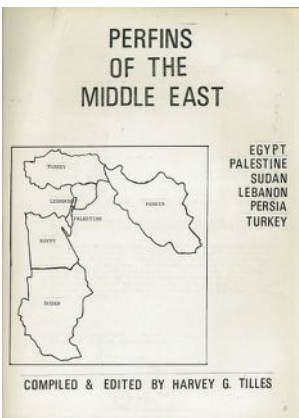 PERFINS
OF THE
MIDDLE EAST
EGYPT
PALESTINE
SUDAN
LEBANON
PERSIA
TURKEY
TURKEY
LEBANON
PERSIA
PALESTINE
EGYPT
SUDAN
COMPILED & EDITED BY HARVEY G. TILLES